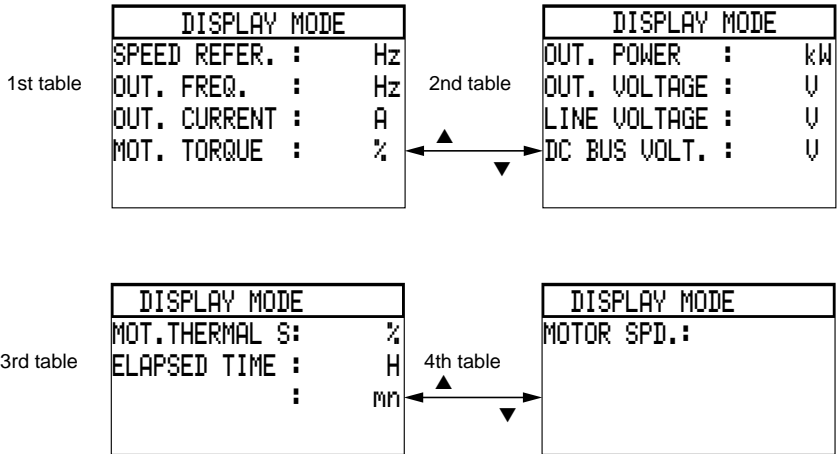 DISPLAY MODE
SPEED REFER. : Hz
1st table
OUT. FREQ. : Hz
OUT. CURRENT : A
MOT. TORQUE : %
▲
▼
DISPLAY MODE
OUT. POWER : kW
2nd table
OUT. VOLTAGE : V
LINE VOLTAGE : V
DC BUS VOLT. : V
DISPLAY MODE
MOT.THERMAL S: %
3rd table
ELAPSED TIME : H
: mn
▲
▼
DISPLAY MODE
MOTOR SPD.:
4th table